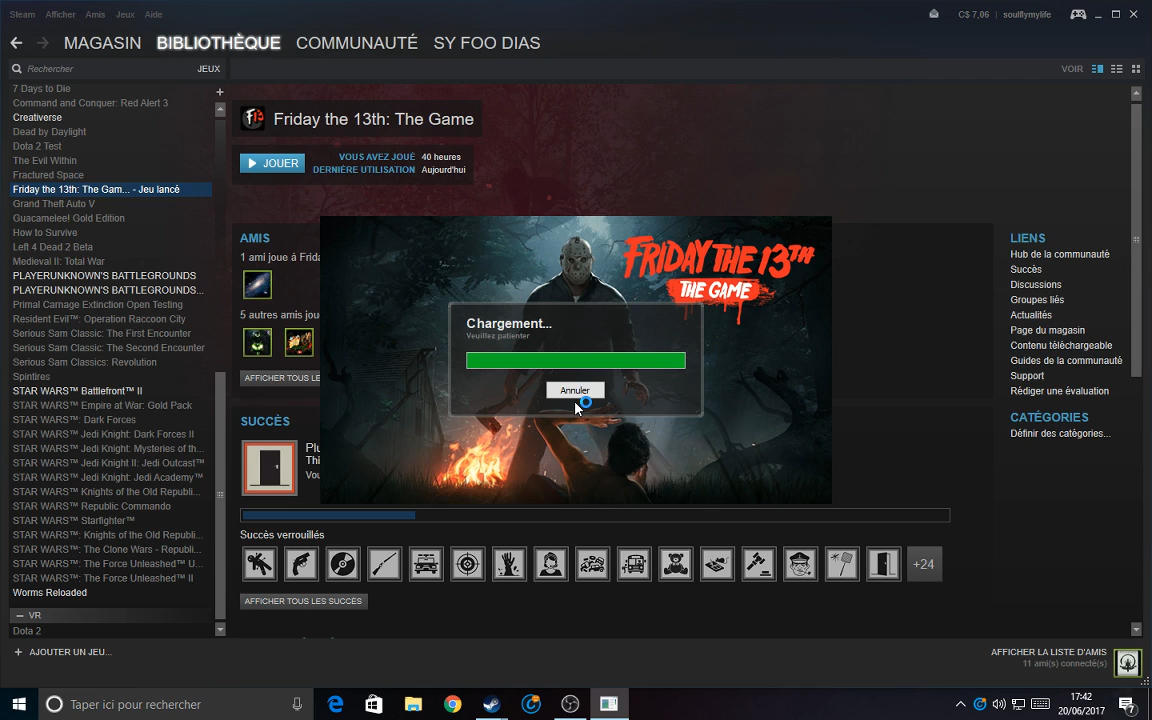 Steam Afficher Amis Jeux Aide
C$ 7,06 | soulflymylife
MAGASIN BIBLIOTHÈQUE COMMUNAUTÉ SY FOO DIAS
Rechercher JEUX
VOIR
7 Days to Die
Command and Conquer: Red Alert 3
Creativerse
Dead by Daylight
Dota 2 Test
The Evil Within
Fractured Space
Friday the 13th: The Gam... - Jeu lancé
Grand Theft Auto V
Guacamelee! Gold Edition
How to Survive
Left 4 Dead 2 Beta
Medieval II: Total War
PLAYERUNKNOWN'S BATTLEGROUNDS
PLAYERUNKNOWN'S BATTLEGROUNDS...
Primal Carnage Extinction Open Testing
Resident Evil™: Operation Raccoon City
Serious Sam Classic: The First Encounter
Serious Sam Classic: The Second Encounter
Serious Sam Classics: Revolution
Spintires
STAR WARS™ Battlefront™ II
STAR WARS™ Empire at War: Gold Pack
STAR WARS™: Dark Forces
STAR WARS™ Jedi Knight: Dark Forces II
STAR WARS™ Jedi Knight: Mysteries of th...
STAR WARS™ Jedi Knight II: Jedi Outcast™
STAR WARS™ Jedi Knight: Jedi Academy™
STAR WARS™ Knights of the Old Republi...
STAR WARS™ Republic Commando
STAR WARS™ Starfighter™
STAR WARS™: Knights of the Old Republi...
STAR WARS™: The Clone Wars - Republi...
STAR WARS™: The Force Unleashed™ U...
STAR WARS™: The Force Unleashed™ II
Worms Reloaded
VR
Dota 2
AJOUTER UN JEU...
F13
Friday the 13th: The Game
JOUER
VOUS AVEZ JOUÉ 40 heures
DERNIÈRE UTILISATION Aujourd'hui
AMIS
1 ami joue à Frida
5 autres amis jou
AFFICHER TOUS LE
SUCCÈS
FRIDAY THE 13TH
THE GAME
Chargement...
Veuillez patienter
Annuler
Succès verrouillés
+24
AFFICHER TOUS LES SUCCÈS
LIENS
Hub de la communauté
Succès
Discussions
Groupes liés
Actualités
Page du magasin
Contenu téléchargeable
Guides de la communauté
Support
Rédiger une évaluation
CATÉGORIES
Définir des catégories...
AFFICHER LA LISTE D'AMIS
11 ami(s) connecté(s)
Taper ici pour rechercher
17:42
20/06/2017
7